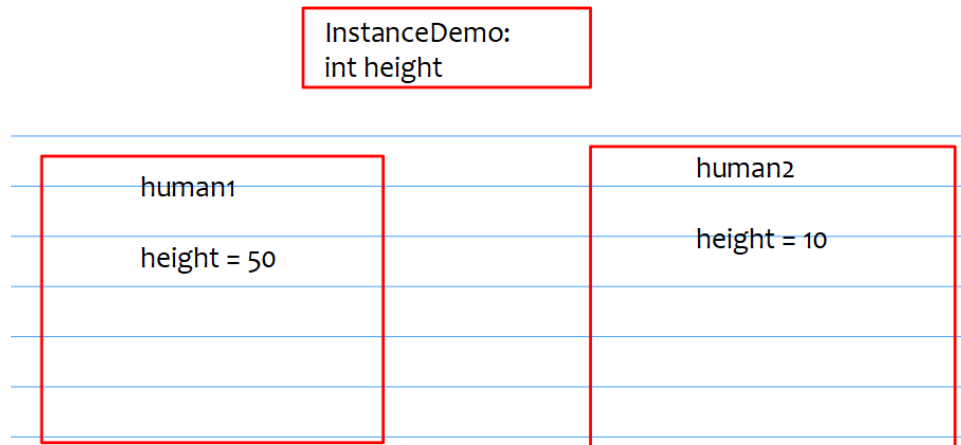 InstanceDemo:
int height
human1
height = 50
human2
height = 10